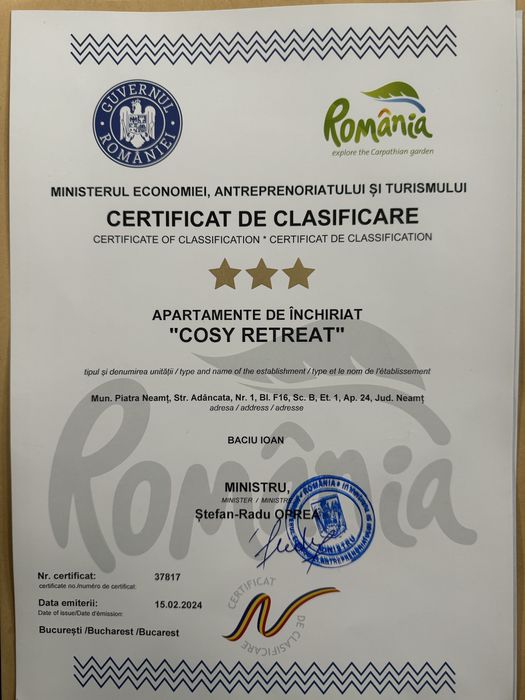 GUVERNUL ROMÂNIEI
România
explore the Carpathian garden
MINISTERUL ECONOMIEI, ANTREPRENORIATULUI ȘI TURISMULUI
CERTIFICAT DE CLASIFICARE
CERTIFICATE OF CLASSIFICATION * CERTIFICAT DE CLASSIFICATION
APARTAMENTE DE ÎNCHIRIAT
"COSY RETREAT"
tipul și denumirea unității / type and name of the establishment / type et le nom de l'établissement
Mun. Piatra Neamț, Str. Adâncata, Nr. 1, Bl. F16, Sc. B, Et. 1, Ap. 24, Jud. Neamț
adresa / address / adresse
BACIU IOAN
România
MINISTRU,
MINISTER / MINISTRE
Ștefan-Radu OPREA
ROMÂNIA
MINISTRU
Nr. certificat: 37817
certificate no./numéro de certificat:
Data emiterii: 15.02.2024
Date of issue/Date d'émission:
București /Bucharest /Bucarest
CERTIFICAT
DE CLASIFICARE